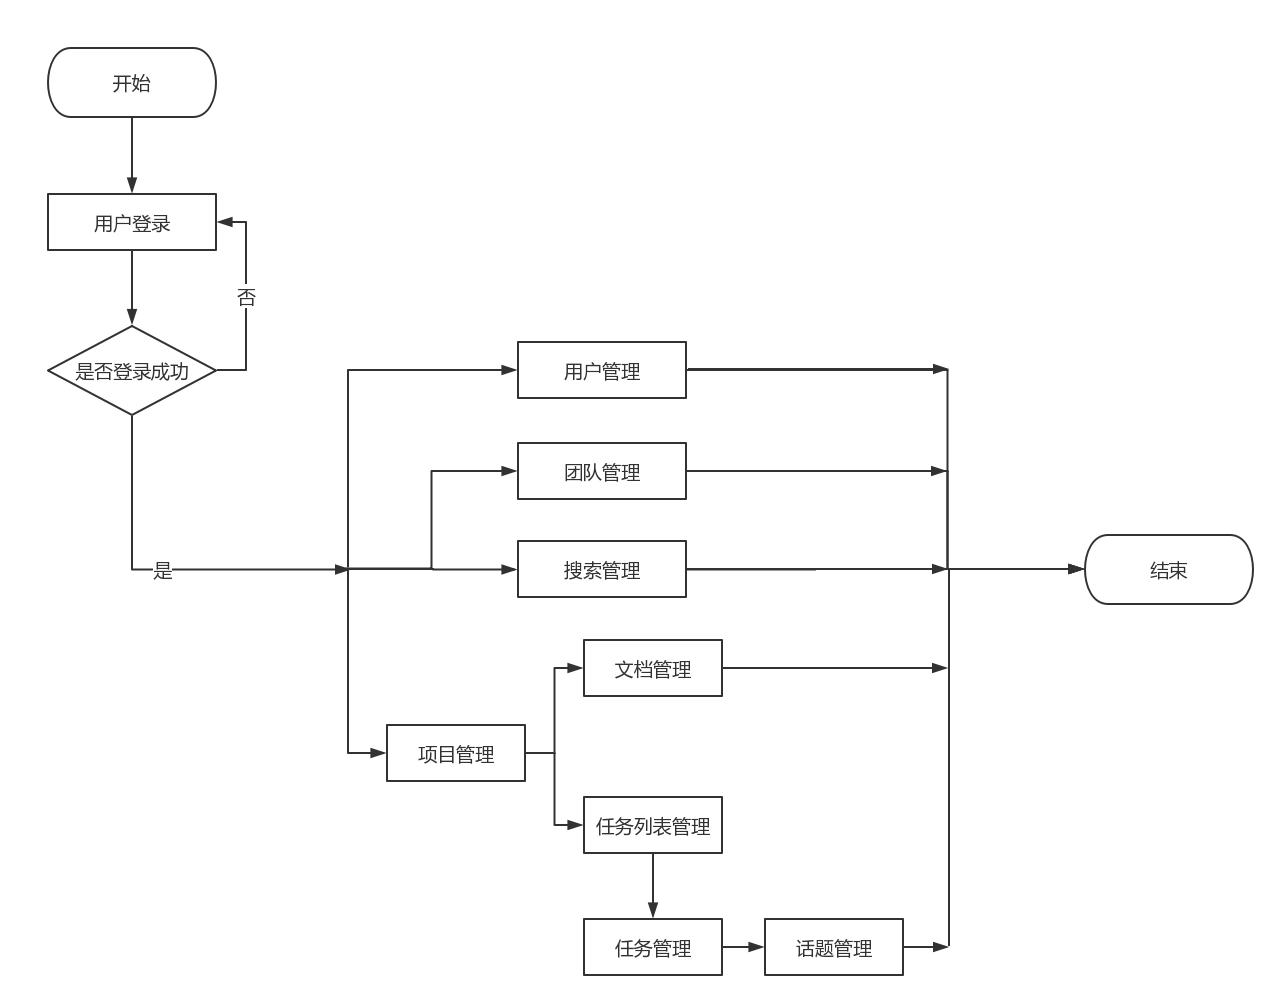 开始
用户登录
否
是否登录成功
用户管理
团队管理
是
搜索管理
结束
文档管理
项目管理
任务列表管理
任务管理
话题管理